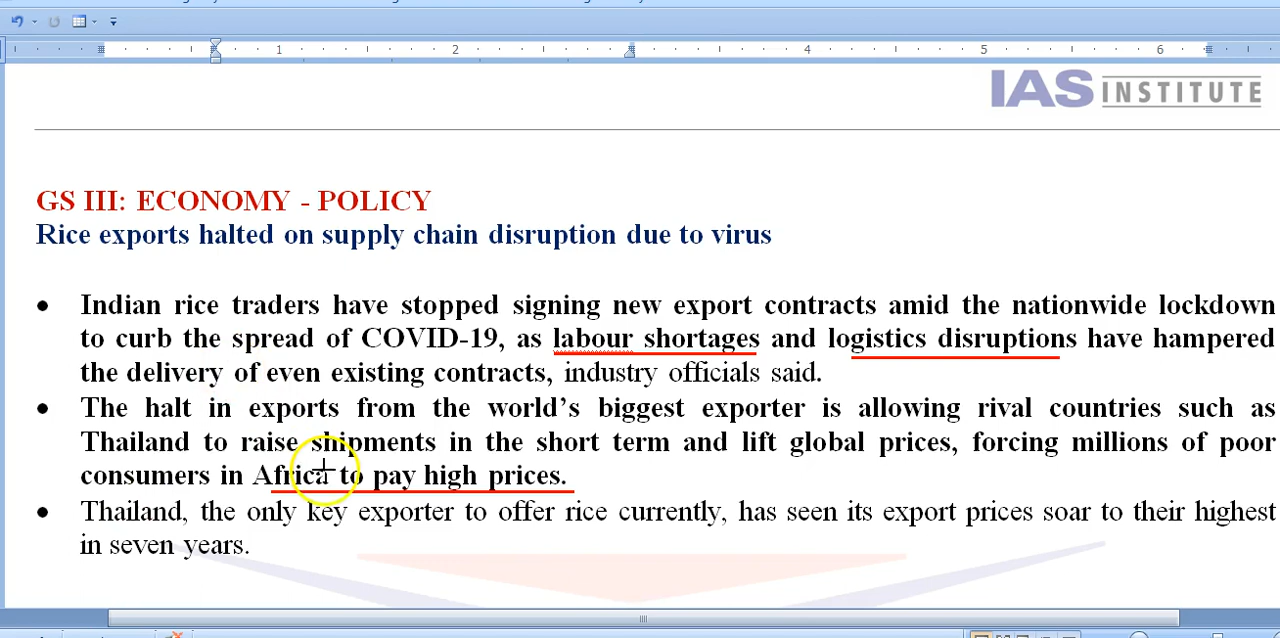 1 2 4 5 6
IAS INSTITUTE
GS III: ECONOMY - POLICY
Rice exports halted on supply chain disruption due to virus
• Indian rice traders have stopped signing new export contracts amid the nationwide lockdown
to curb the spread of COVID-19, as labour shortages and logistics disruptions have hampered
the delivery of even existing contracts, industry officials said.
• The halt in exports from the world's biggest exporter is allowing rival countries such as
Thailand to raise shipments in the short term and lift global prices, forcing millions of poor
consumers in Africa to pay high prices.
• Thailand, the only key exporter to offer rice currently, has seen its export prices soar to their highest
in seven years.